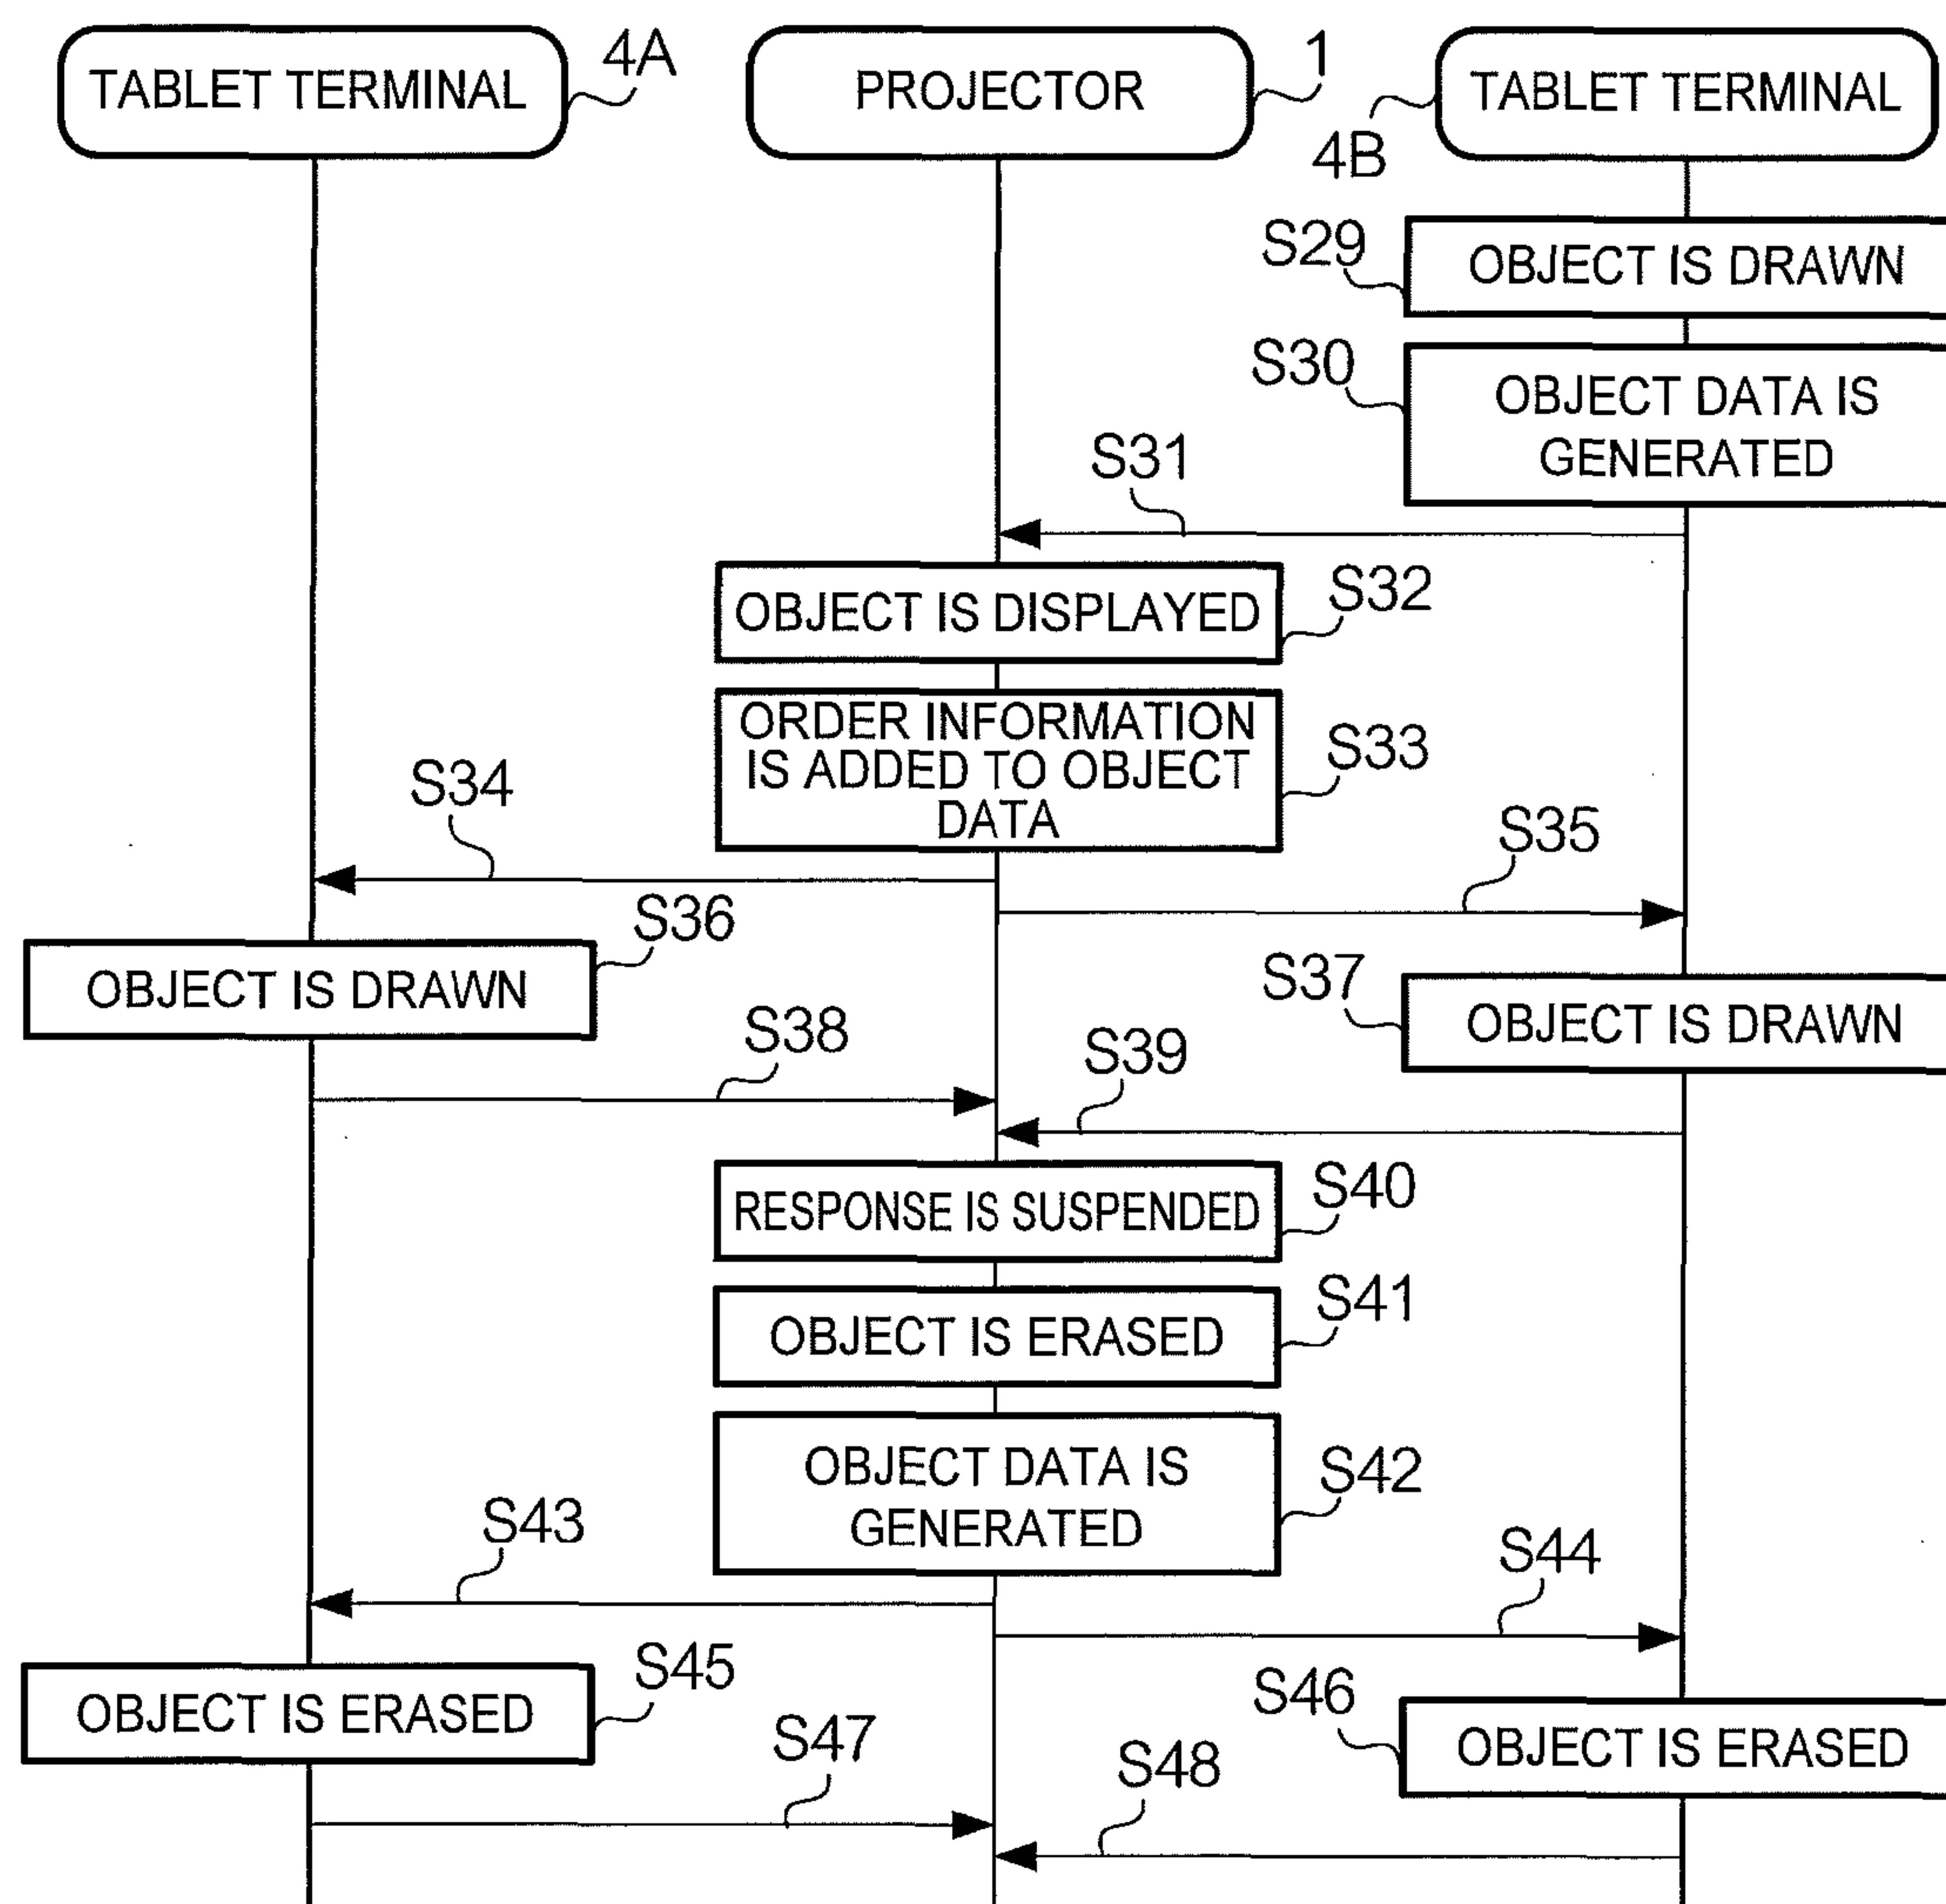 TABLET TERMINAL
4A
PROJECTOR
1
TABLET TERMINAL
4B
S29
OBJECT IS DRAWN
S30
OBJECT DATA IS
GENERATED
S31
OBJECT IS DISPLAYED
S32
ORDER INFORMATION
IS ADDED TO OBJECT
DATA
S33
S34
S35
S36
OBJECT IS DRAWN
S37
OBJECT IS DRAWN
S38
S39
RESPONSE IS SUSPENDED
S40
OBJECT IS ERASED
S41
OBJECT DATA IS
GENERATED
S42
S43
S44
OBJECT IS ERASED
S45
S46
OBJECT IS ERASED
S47
S48